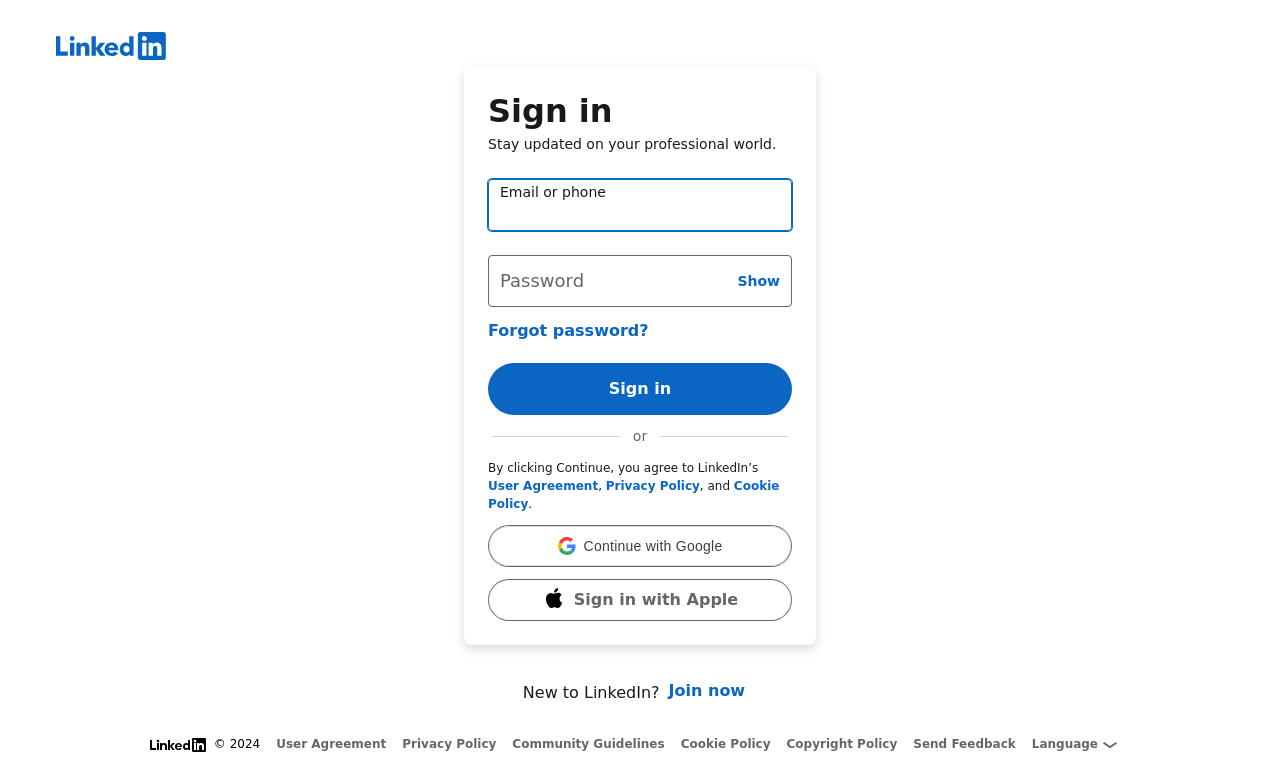 LinkedIn
Sign in
Stay updated on your professional world.
Email or phone
Password Show
Forgot password?
Sign in
or
By clicking Continue, you agree to LinkedIn’s
User Agreement, Privacy Policy, and Cookie
Policy.
Continue with Google
Sign in with Apple
New to LinkedIn? Join now
LinkedIn © 2024 User Agreement Privacy Policy Community Guidelines Cookie Policy Copyright Policy Send Feedback Language